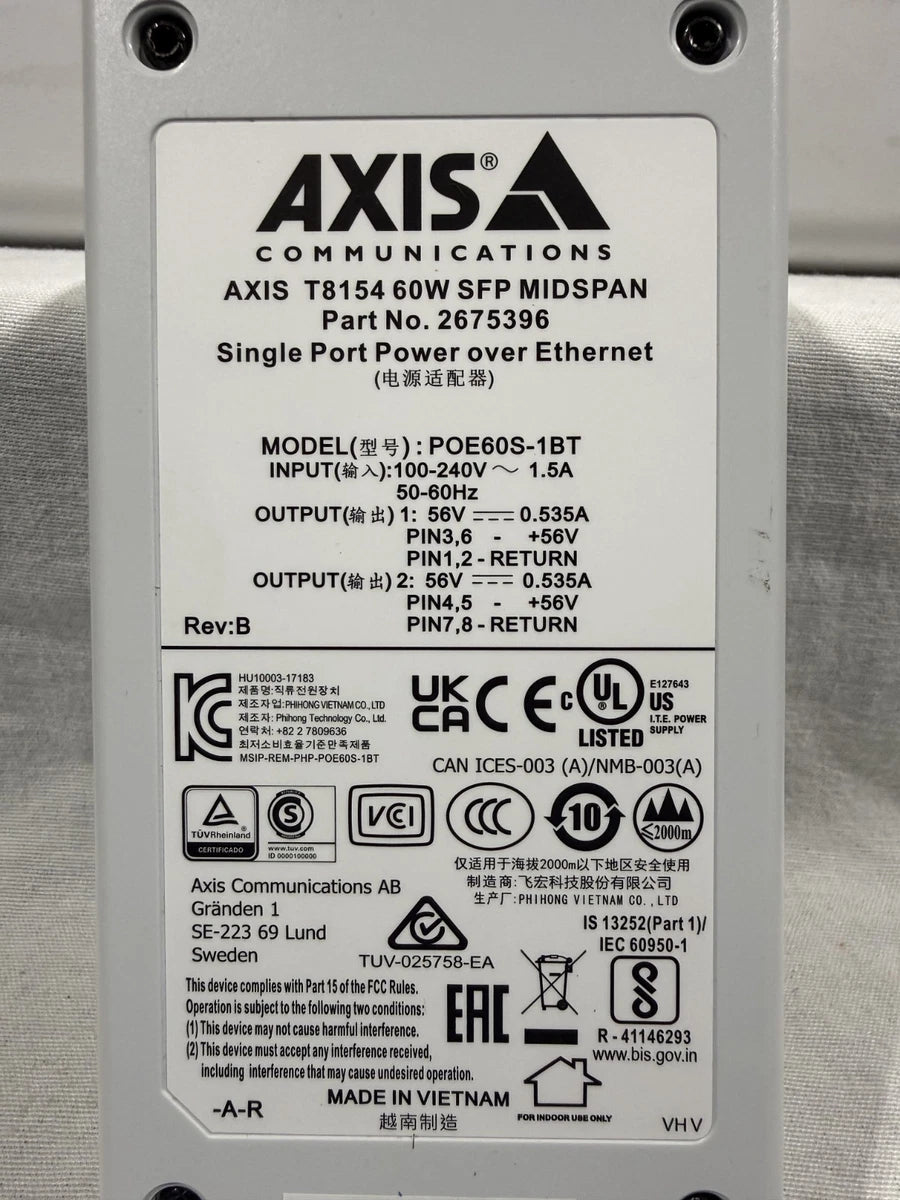 AXIS®
COMMUNICATIONS
AXIS T8154 60W SFP MIDSPAN
Part No. 2675396
Single Port Power over Ethernet
(电源适配器)
MODEL(型号) : POE60S-1BT
INPUT(输入):100-240V ～ 1.5A
50-60Hz
OUTPUT(输出) 1: 56V ⎓ 0.535A
PIN3,6 - +56V
PIN1,2 - RETURN
OUTPUT(输出) 2: 56V ⎓ 0.535A
PIN4,5 - +56V
PIN7,8 - RETURN
Rev:B
HU10003-17183
제품명:직류전원장치
제조자업:PHIHONG VIETNAM CO., LTD
제조자: Phihong Technology Co., Ltd.
연락처: +82 2 7809636
최저소비효율기준만족제품
MSIP-REM-PHP-POE60S-1BT
UK
CA
CE
C UL® US
LISTED
E127643
I.T.E. POWER
SUPPLY
CAN ICES-003 (A)/NMB-003(A)
TÜVRheinland®
CERTIFICADO
S
www.tuv.com
ID 0000100000
VCI
CCC
10
≤2000m
仅适用于海拔2000m以下地区安全使用
制造商:飞宏科技股份有限公司
生产厂:PHIHONG VIETNAM CO., LTD
Axis Communications AB
Gränden 1
SE-223 69 Lund
Sweden
TUV-025758-EA
IS 13252(Part 1)/
IEC 60950-1
R - 41146293
www.bis.gov.in
This device complies with Part 15 of the FCC Rules.
Operation is subject to the following two conditions:
(1) This device may not cause harmful interference.
(2) This device must accept any interference received,
including interference that may cause undesired operation.
EAC
MADE IN VIETNAM
越南制造
FOR INDOOR USE ONLY
-A-R
VH V